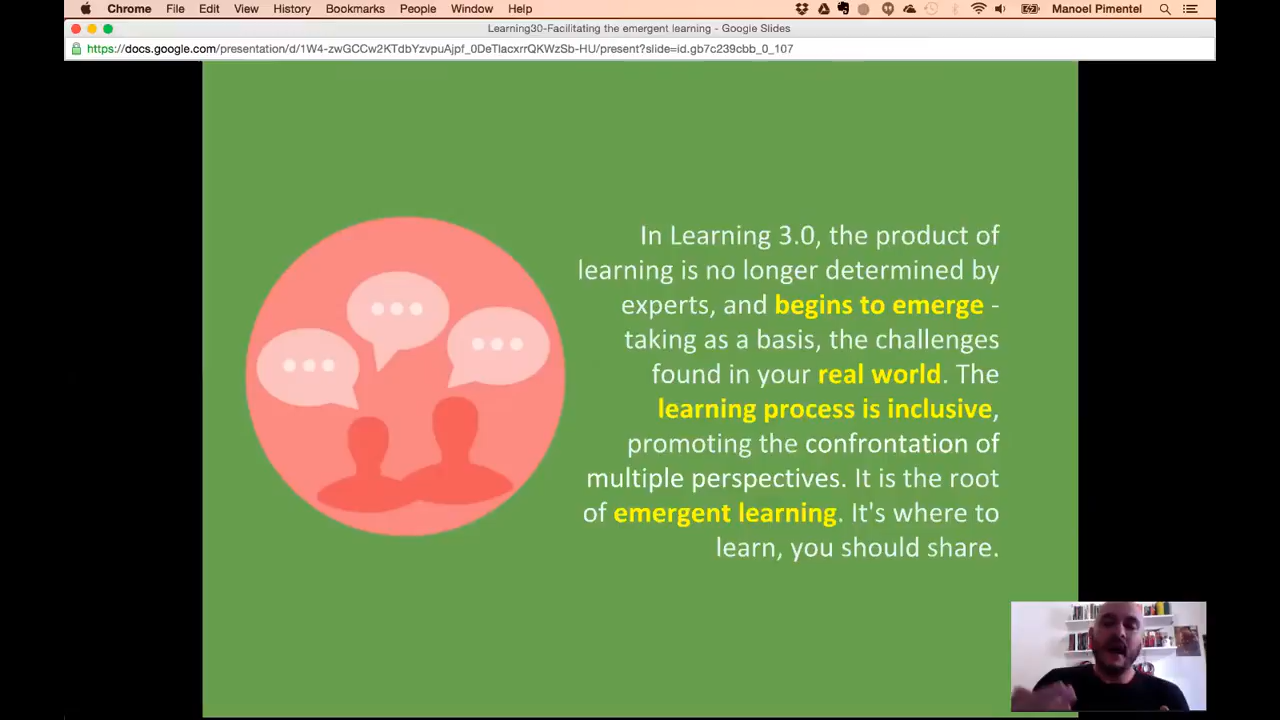 Chrome File Edit View History Bookmarks People Window Help Manoel Pimentel
Learning30-Facilitating the emergent learning - Google Slides
https://docs.google.com/presentation/d/1W4-zwGCCw2KTdbYzvpuAjpf_0DeTlacxrrQKWzSb-HU/present?slide=id.gb7c239cbb_0_107
In Learning 3.0, the product of
learning is no longer determined by
experts, and begins to emerge -
taking as a basis, the challenges
found in your real world. The
learning process is inclusive,
promoting the confrontation of
multiple perspectives. It is the root
of emergent learning. It's where to
learn, you should share.